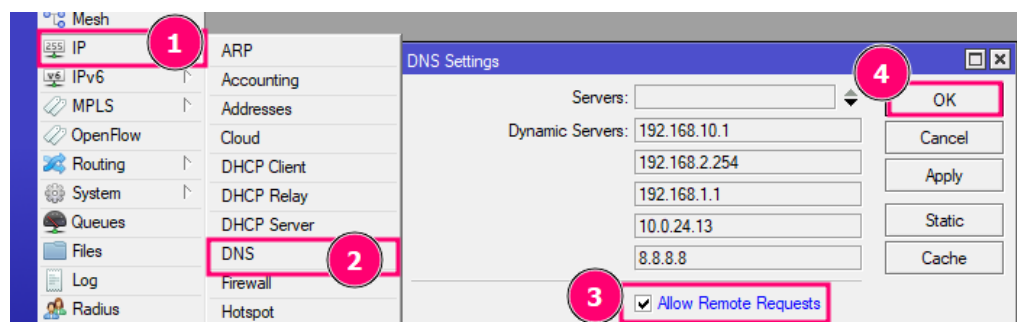 Mesh
255 IP
1
v6 IPv6
MPLS
OpenFlow
Routing
System
Queues
Files
Log
Radius
ARP
Accounting
Addresses
Cloud
DHCP Client
DHCP Relay
DHCP Server
DNS
2
Firewall
Hotspot
DNS Settings
4
Servers:
Dynamic Servers: 192.168.10.1
192.168.2.254
192.168.1.1
10.0.24.13
8.8.8.8
3
Allow Remote Requests
OK
Cancel
Apply
Static
Cache